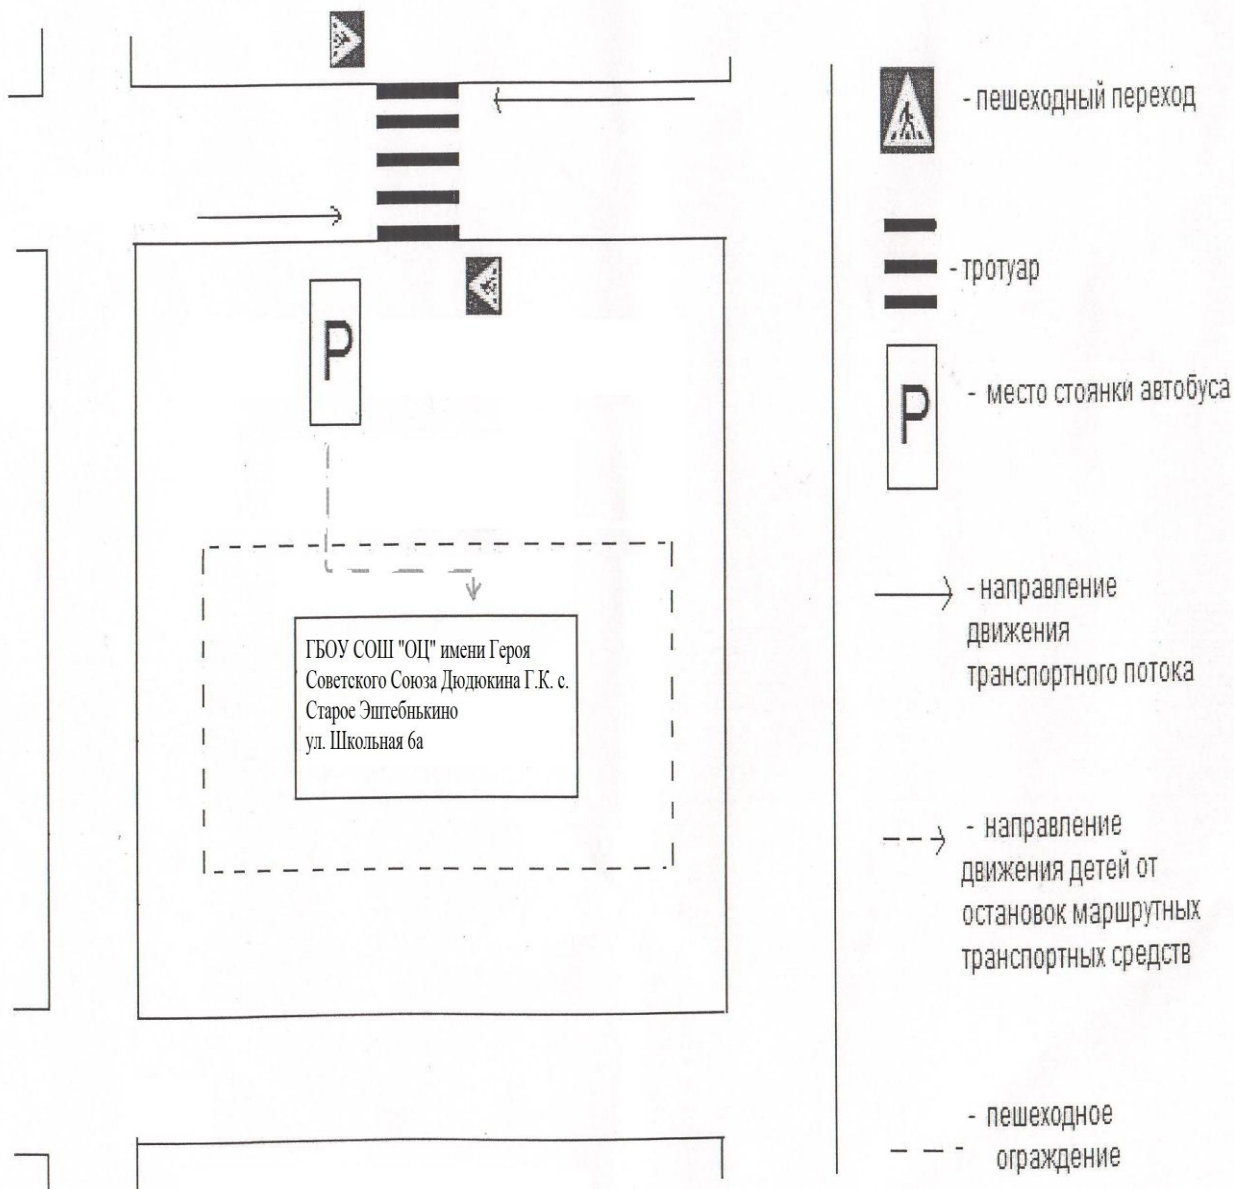 P
ГБОУ СОШ "ОЦ" имени Героя
Советского Союза Дюдюкина Г.К. с.
Старое Эштебнькино
ул. Школьная 6а
- пешеходный переход
- тротуар
P
- место стоянки автобуса
- направление
движения
транспортного потока
- направление
движения детей от
остановок маршрутных
транспортных средств
- пешеходное
ограждение